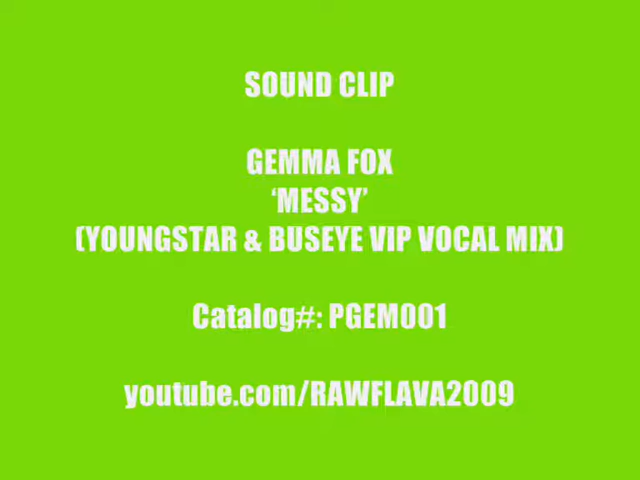 SOUND CLIP
GEMMA FOX
‘MESSY’
(YOUNGSTAR & BUSEYE VIP VOCAL MIX)
Catalog#: PGEM001
youtube.com/RAWFLAVA2009